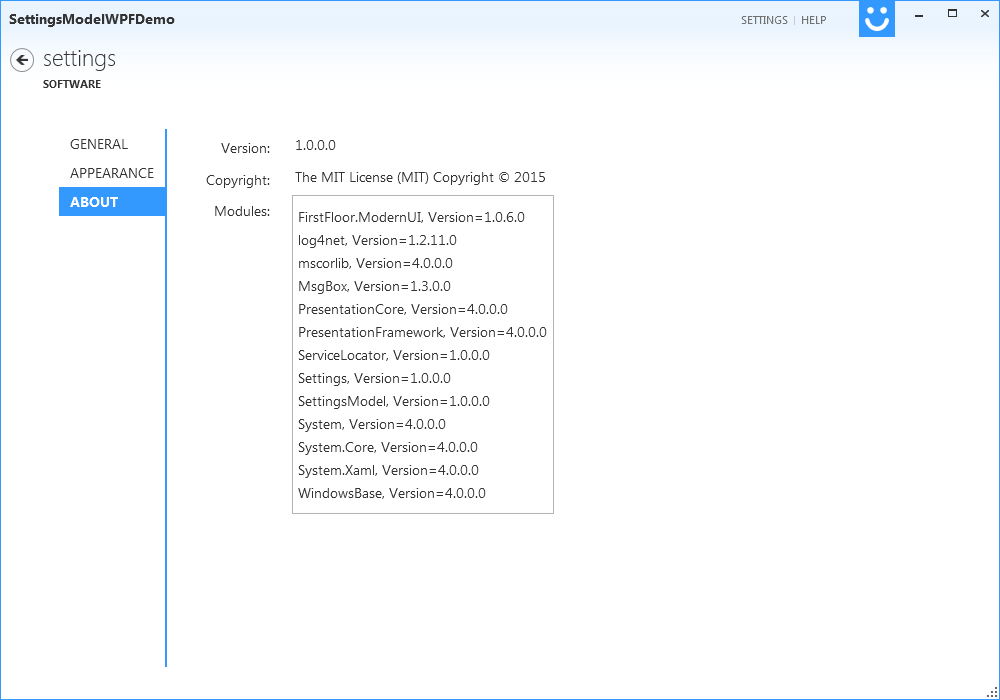 SettingsModelWPFDemo
SETTINGS | HELP
settings
SOFTWARE
GENERAL
APPEARANCE
ABOUT
Version: 1.0.0.0
Copyright: The MIT License (MIT) Copyright © 2015
Modules:
FirstFloor.ModernUI, Version=1.0.6.0
log4net, Version=1.2.11.0
mscorlib, Version=4.0.0.0
MsgBox, Version=1.3.0.0
PresentationCore, Version=4.0.0.0
PresentationFramework, Version=4.0.0.0
ServiceLocator, Version=1.0.0.0
Settings, Version=1.0.0.0
SettingsModel, Version=1.0.0.0
System, Version=4.0.0.0
System.Core, Version=4.0.0.0
System.Xaml, Version=4.0.0.0
WindowsBase, Version=4.0.0.0